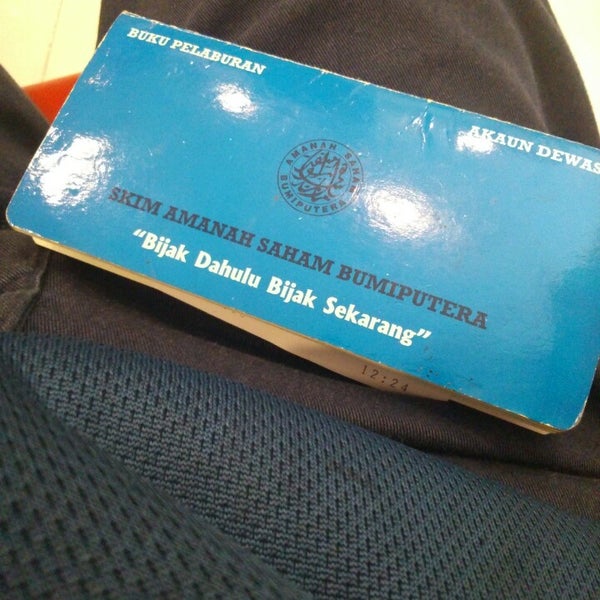 BUKU PELABURAN
AKAUN DEWAS
AMANAH SAHAM
BUMIPUTERA
SKIM AMANAH SAHAM BUMIPUTERA
"Bijak Dahulu Bijak Sekarang"
12:24